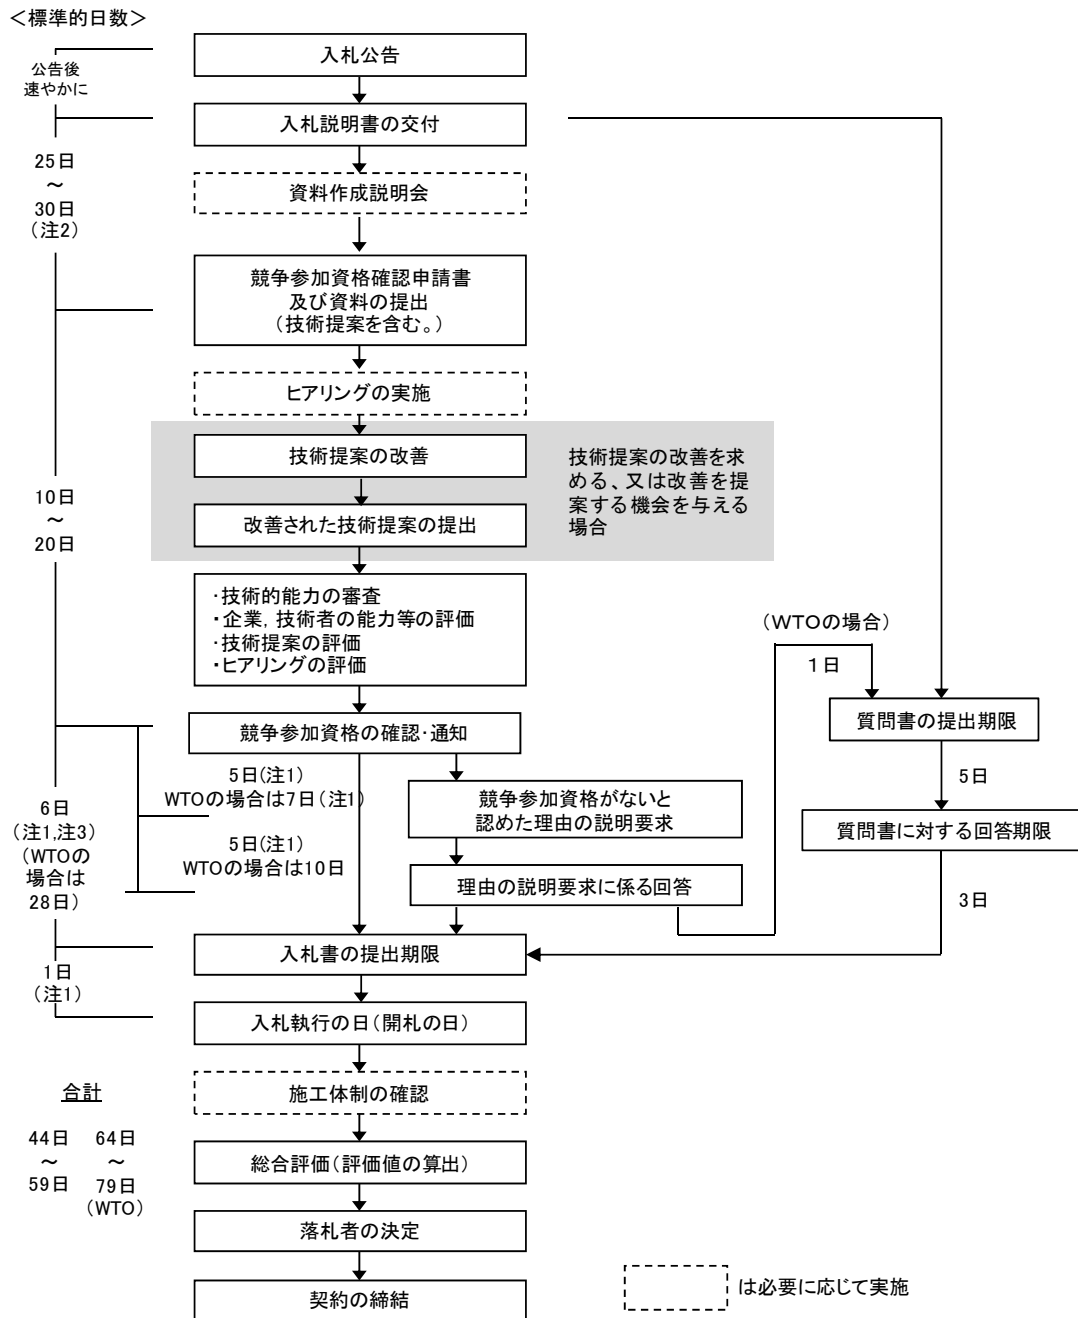 ＜標準的日数＞
入札公告
公告後
速やかに
入札説明書の交付
25日
～
30日
（注2）
資料作成説明会
競争参加資格確認申請書
及び資料の提出
（技術提案を含む。）
ヒアリングの実施
技術提案の改善
改善された技術提案の提出
技術提案の改善を求
める、又は改善を提
案する機会を与える
場合
10日
～
20日
・技術的能力の審査
・企業，技術者の能力等の評価
・技術提案の評価
・ヒアリングの評価
（WTOの場合）
1日
質問書の提出期限
競争参加資格の確認・通知
5日(注1)
WTOの場合は7日(注1)
競争参加資格がないと
認めた理由の説明要求
5日
質問書に対する回答期限
6日
（注1,注3）
（WTOの
場合は
28日）
5日(注1)
WTOの場合は10日
理由の説明要求に係る回答
3日
入札書の提出期限
1日
（注1）
入札執行の日（開札の日）
施工体制の確認
合計
44日　64日
～　～
59日　79日
（WTO）
総合評価（評価値の算出）
落札者の決定
契約の締結
は必要に応じて実施